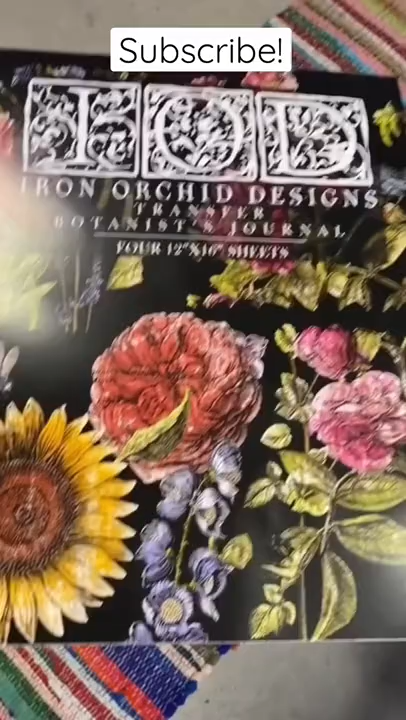 Subscribe!
IOD
IRON ORCHID DESIGNS
TRANSFER
BOTANIST'S JOURNAL
FOUR 12"X16" SHEETS